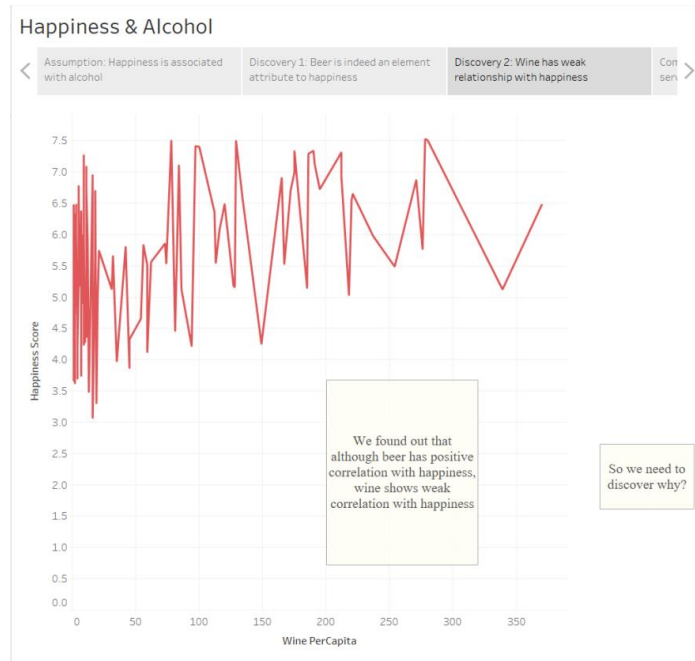 Happiness & Alcohol
Assumption: Happiness is associated
with alcohol
Discovery 1: Beer is indeed an element
attribute to happiness
Discovery 2: Wine has weak
relationship with happiness
7.5
7.0
6.5
6.0
5.5
5.0
4.5
4.0
3.5
3.0
2.5
2.0
1.5
1.0
0.5
0.0
Happiness Score
We found out that
although beer has positive
correlation with happiness,
wine shows weak
correlation with happiness
So we need to
discover why?
0 50 100 150 200 250 300 350
Wine PerCapita